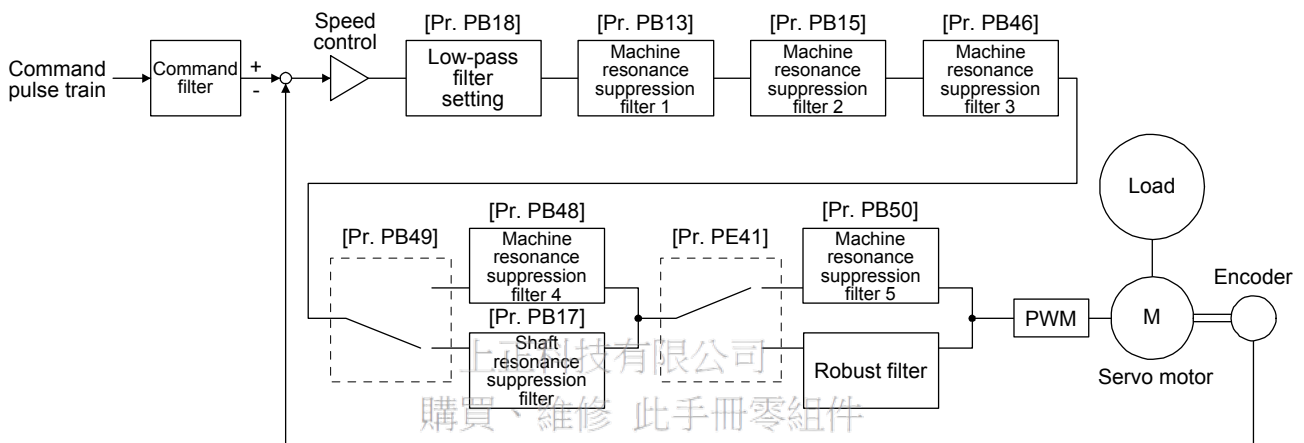 Speed
control
[Pr. PB18]
[Pr. PB13]
[Pr. PB15]
[Pr. PB46]
Command
pulse train
Command
filter
+
-
Low-pass
filter
setting
Machine
resonance
suppression
filter 1
Machine
resonance
suppression
filter 2
Machine
resonance
suppression
filter 3
Load
[Pr. PB49]
[Pr. PB48]
Machine
resonance
suppression
filter 4
[Pr. PB17]
Shaft
resonance
suppression
filter
[Pr. PE41]
[Pr. PB50]
Machine
resonance
suppression
filter 5
Robust filter
PWM
M
Servo motor
Encoder
上正科技有限公司
購買、維修 此手冊零組件